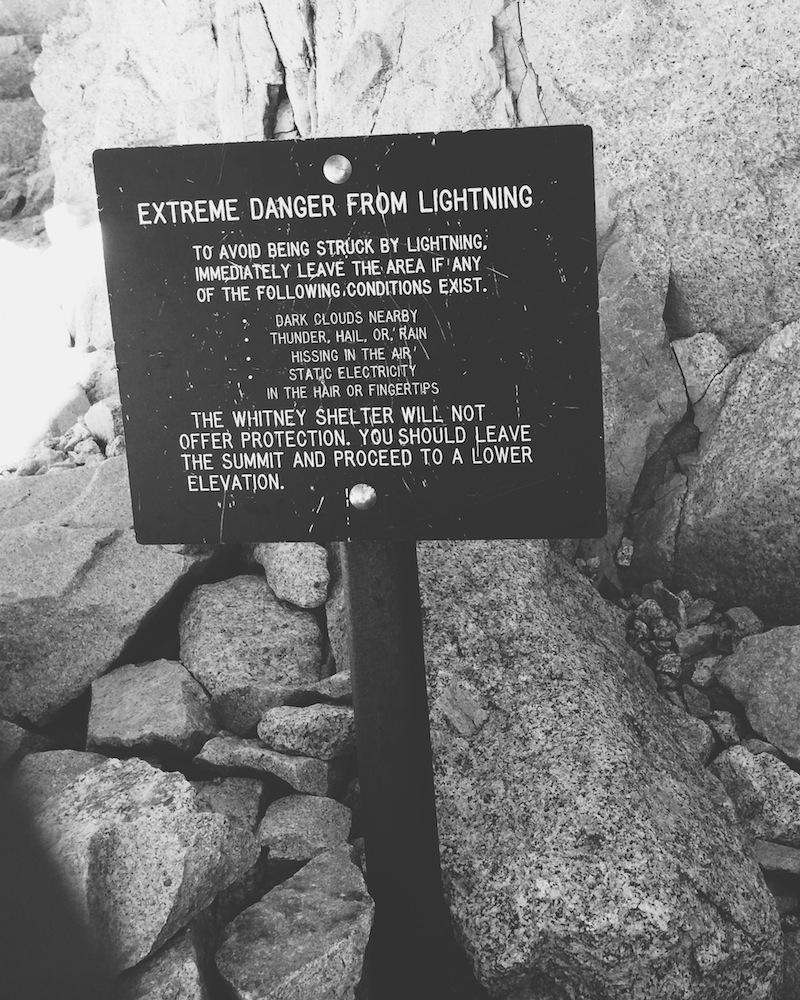 EXTREME DANGER FROM LIGHTNING
TO AVOID BEING STRUCK BY LIGHTNING,
IMMEDIATELY LEAVE THE AREA IF ANY
OF THE FOLLOWING CONDITIONS EXIST.
• DARK CLOUDS NEARBY
• THUNDER, HAIL, OR RAIN
• HISSING IN THE AIR
• STATIC ELECTRICITY
IN THE HAIR OR FINGERTIPS
THE WHITNEY SHELTER WILL NOT
OFFER PROTECTION. YOU SHOULD LEAVE
THE SUMMIT AND PROCEED TO A LOWER
ELEVATION.